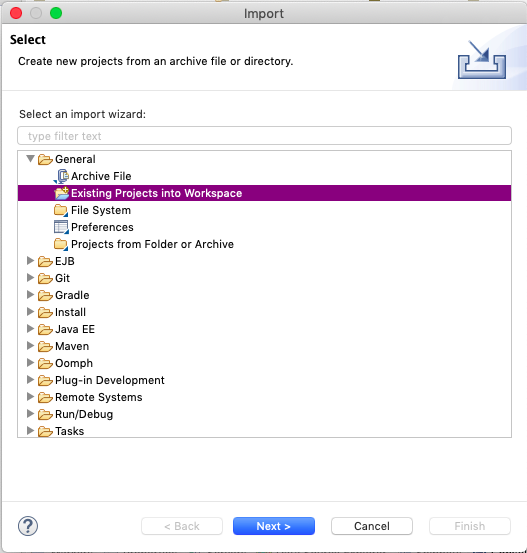 Import
Select
Create new projects from an archive file or directory.
Select an import wizard:
type filter text
General
Archive File
Existing Projects into Workspace
File System
Preferences
Projects from Folder or Archive
EJB
Git
Gradle
Install
Java EE
Maven
Oomph
Plug-in Development
Remote Systems
Run/Debug
Tasks
?
< Back
Next >
Cancel
Finish